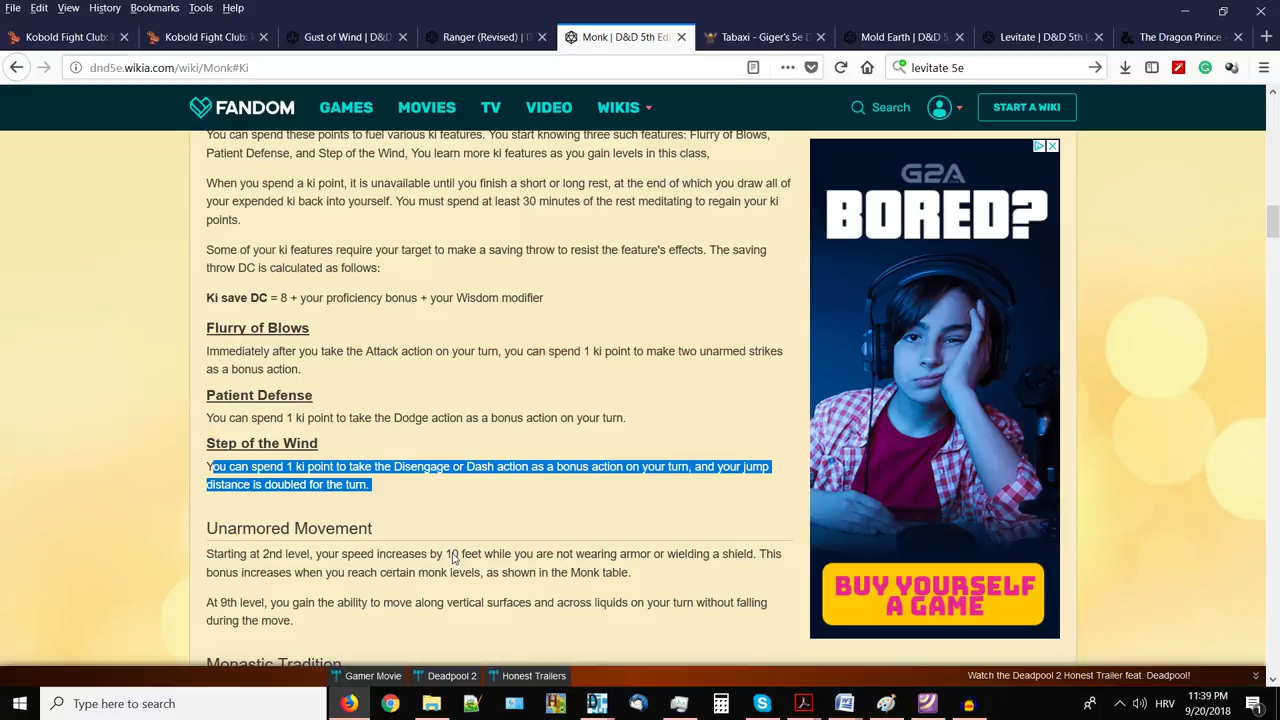 File Edit View History Bookmarks Tools Help
Kobold Fight Club: Kobold Fight Club: Gust of Wind | D&D Ranger (Revised) | D Monk | D&D 5th Ed Tabaxi - Giger's 5e D Mold Earth | D&D 5 Levitate | D&D 5th The Dragon Prince -
dnd5e.wikia.com/wiki/Monk#Ki levitate 5e
FANDOM GAMES MOVIES TV VIDEO WIKIS Search START A WIKI
You can spend these points to fuel various ki features. You start knowing three such features: Flurry of Blows,
Patient Defense, and Step of the Wind, You learn more ki features as you gain levels in this class,
When you spend a ki point, it is unavailable until you finish a short or long rest, at the end of which you draw all of
your expended ki back into yourself. You must spend at least 30 minutes of the rest meditating to regain your ki
points.
Some of your ki features require your target to make a saving throw to resist the feature's effects. The saving
throw DC is calculated as follows:
Ki save DC = 8 + your proficiency bonus + your Wisdom modifier
Flurry of Blows
Immediately after you take the Attack action on your turn, you can spend 1 ki point to make two unarmed strikes
as a bonus action.
Patient Defense
You can spend 1 ki point to take the Dodge action as a bonus action on your turn.
Step of the Wind
You can spend 1 ki point to take the Disengage or Dash action as a bonus action on your turn, and your jump
distance is doubled for the turn.
Unarmored Movement
Starting at 2nd level, your speed increases by 10 feet while you are not wearing armor or wielding a shield. This
bonus increases when you reach certain monk levels, as shown in the Monk table.
At 9th level, you gain the ability to move along vertical surfaces and across liquids on your turn without falling
during the move.
Monastic Tradition
G2A
BORED?
BUY YOURSELF
A GAME
Gamer Movie Deadpool 2 Honest Trailers Watch the Deadpool 2 Honest Trailer feat. Deadpool!
Type here to search HRV
11:39 PM
9/20/2018